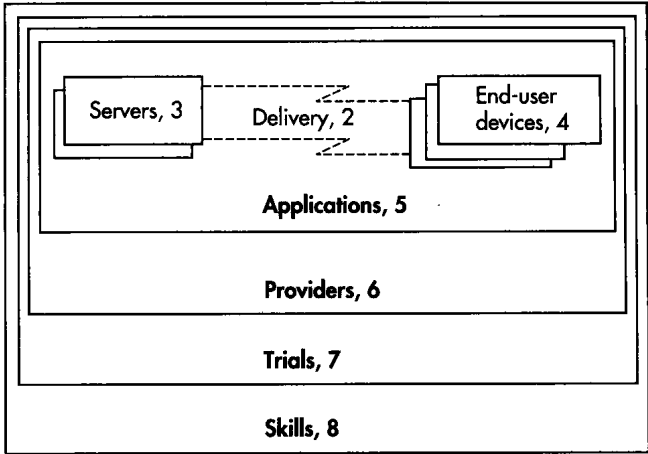 Servers, 3
Delivery, 2
End-user
devices, 4
Applications, 5
Providers, 6
Trials, 7
Skills, 8